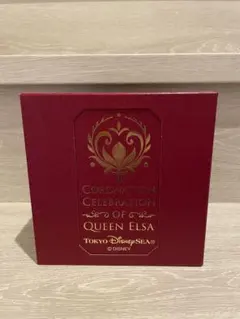 CORONATION
CELEBRATION
OF
QUEEN ELSA
TOKYO DISNEYSEA®
© DISNEY